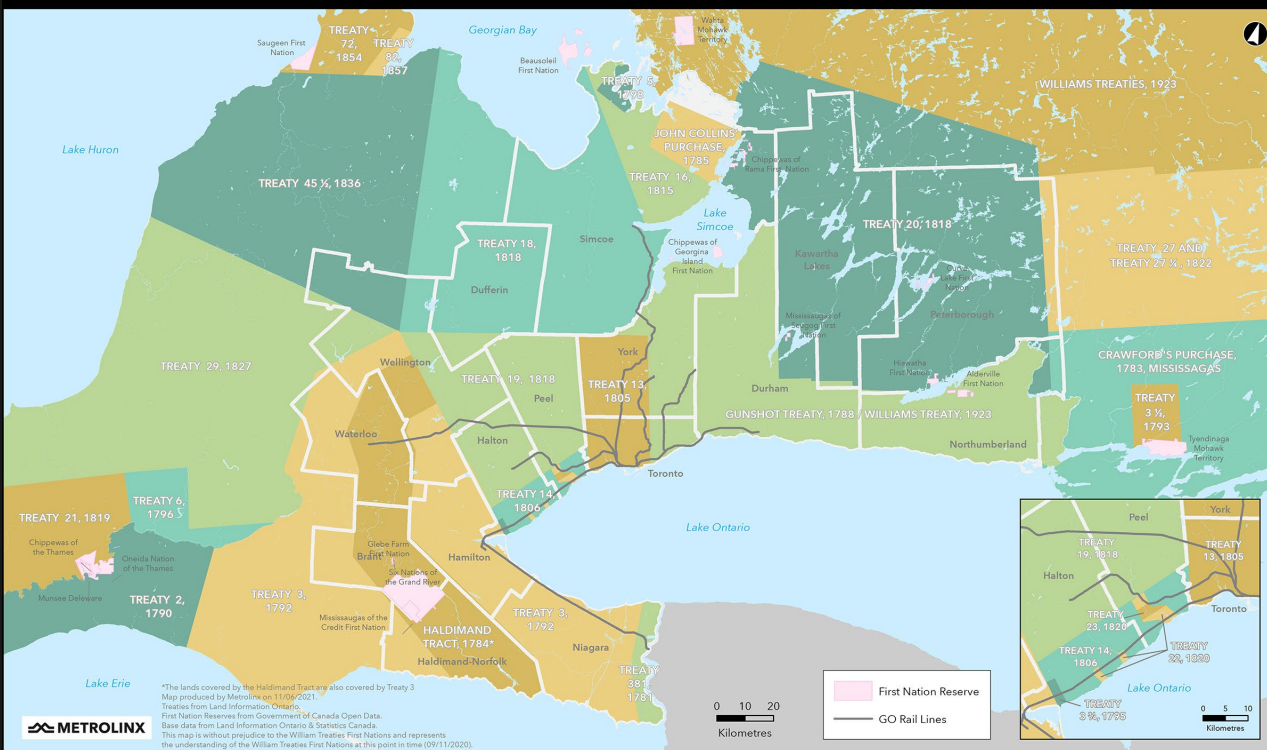 Georgian Bay
Saugeen First
Nation
TREATY
72,
1854
TREATY
82,
1857
Beausoleil
First Nation
Wahta
Mohawk
Territory
TREATY 5,
1798
WILLIAMS TREATIES, 1923
Lake Huron
JOHN COLLINS'
PURCHASE,
1785
Chippewas of
Rama First Nation
TREATY 45 ½, 1836
TREATY 16,
1815
Lake
Simcoe
TREATY 20, 1818
TREATY 18,
1818
Simcoe
Chippewas of
Georgina
Island
First Nation
Kawartha
Lakes
TREATY 27 AND
TREATY 27 ¼, 1822
Curve
Lake First
Nation
Dufferin
Mississaugas of
Scugog First
Nation
Peterborough
TREATY 29, 1827
Wellington
York
Hiawatha
First Nation
Alderville
First Nation
CRAWFORD'S PURCHASE,
1783, MISSISSAGAS
TREATY 19, 1818
Peel
TREATY 13,
1805
Durham
TREATY
3 ½,
1793
GUNSHOT TREATY, 1788 / WILLIAMS TREATY, 1923
Waterloo
Halton
Northumberland
Tyendinaga
Mohawk
Territory
Toronto
TREATY 14,
1806
TREATY 6,
1796
TREATY 21, 1819
Lake Ontario
Chippewas of
the Thames
Oneida Nation
of the Thames
Munsee Delaware
Glebe Farm
First Nation
Brant
Hamilton
Six Nations of
the Grand River
TREATY 2,
1790
TREATY 3,
1792
Mississaugas of the
Credit First Nation
TREATY 3,
1792
HALDIMAND
TRACT, 1784*
Haldimand-Norfolk
Niagara
TREATY
381,
1781
Lake Erie
*The lands covered by the Haldimand Tract are also covered by Treaty 3
Map produced by Metrolinx on 11/06/2021.
Treaties from Land Information Ontario.
First Nation Reserves from Government of Canada Open Data.
Base data from Land Information Ontario & Statistics Canada.
This map is without prejudice to the William Treaties First Nations and represents
the understanding of the William Treaties First Nations at this point in time (09/11/2020).
METROLINX
0 10 20
Kilometres
First Nation Reserve
GO Rail Lines
Peel
York
TREATY
19, 1818
TREATY
13, 1805
Halton
Toronto
TREATY
23, 1820
TREATY 14,
1806
TREATY
22, 1820
Lake Ontario
TREATY
3 ¾, 1795
0 5 10
Kilometres